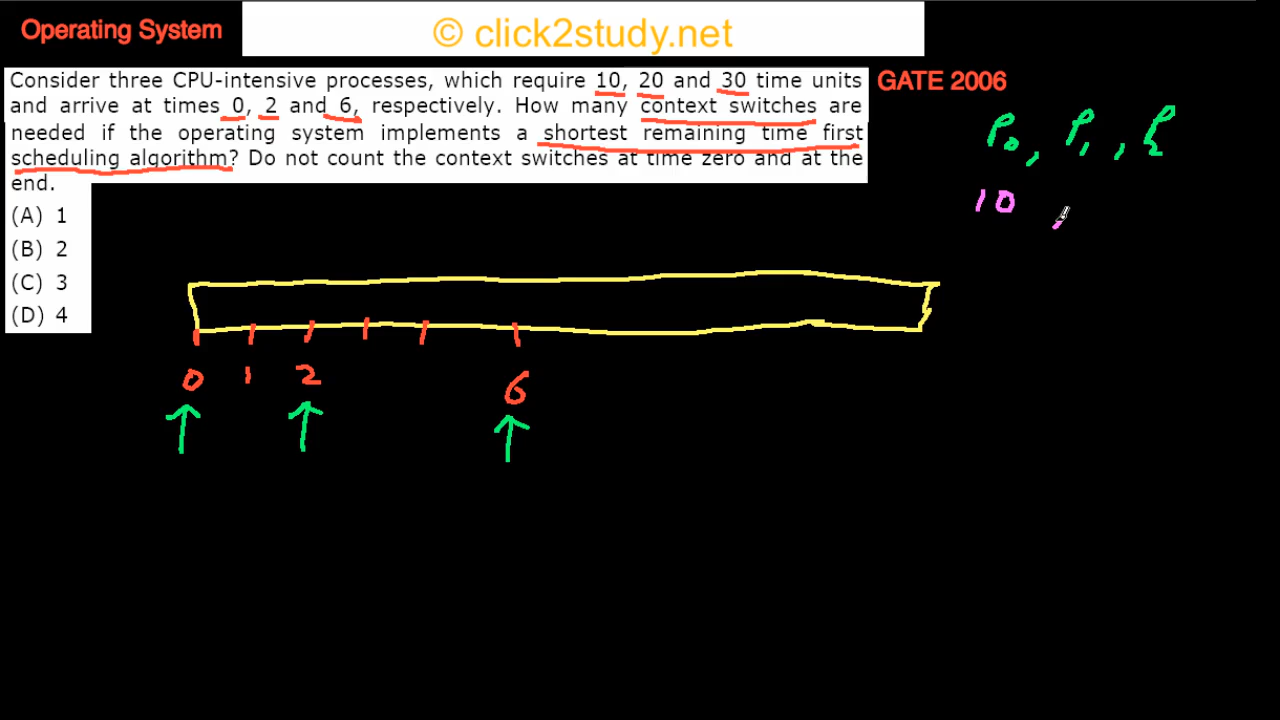 Operating System
© click2study.net
Consider three CPU-intensive processes, which require 10, 20 and 30 time units
and arrive at times 0, 2 and 6, respectively. How many context switches are
needed if the operating system implements a shortest remaining time first
scheduling algorithm? Do not count the context switches at time zero and at the
end.
(A) 1
(B) 2
(C) 3
(D) 4
GATE 2006
P0, P1, P2
10 ,
0 1 2 6